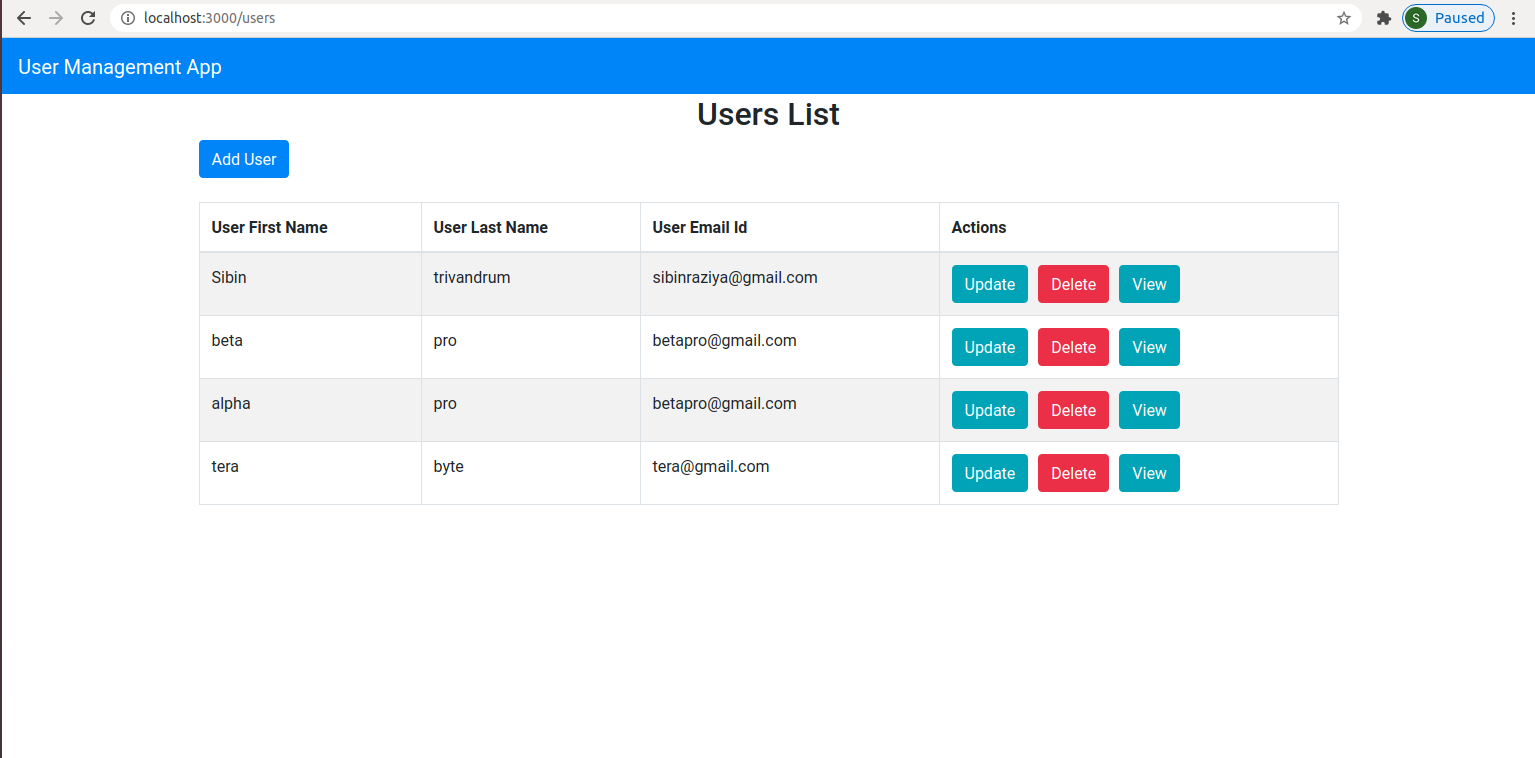 localhost:3000/users
S Paused
User Management App
Users List
Add User
User First Name User Last Name User Email Id Actions
Sibin trivandrum sibinraziya@gmail.com Update Delete View
beta pro betapro@gmail.com Update Delete View
alpha pro betapro@gmail.com Update Delete View
tera byte tera@gmail.com Update Delete View